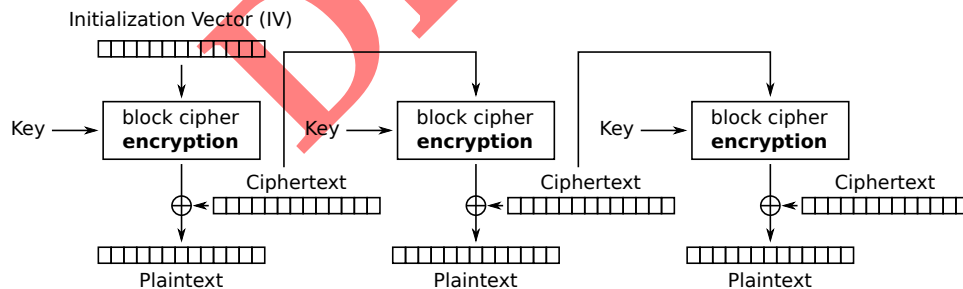 Initialization Vector (IV)
Key
block cipher
encryption
Key
block cipher
encryption
Key
block cipher
encryption
Ciphertext
Ciphertext
Ciphertext
Plaintext
Plaintext
Plaintext